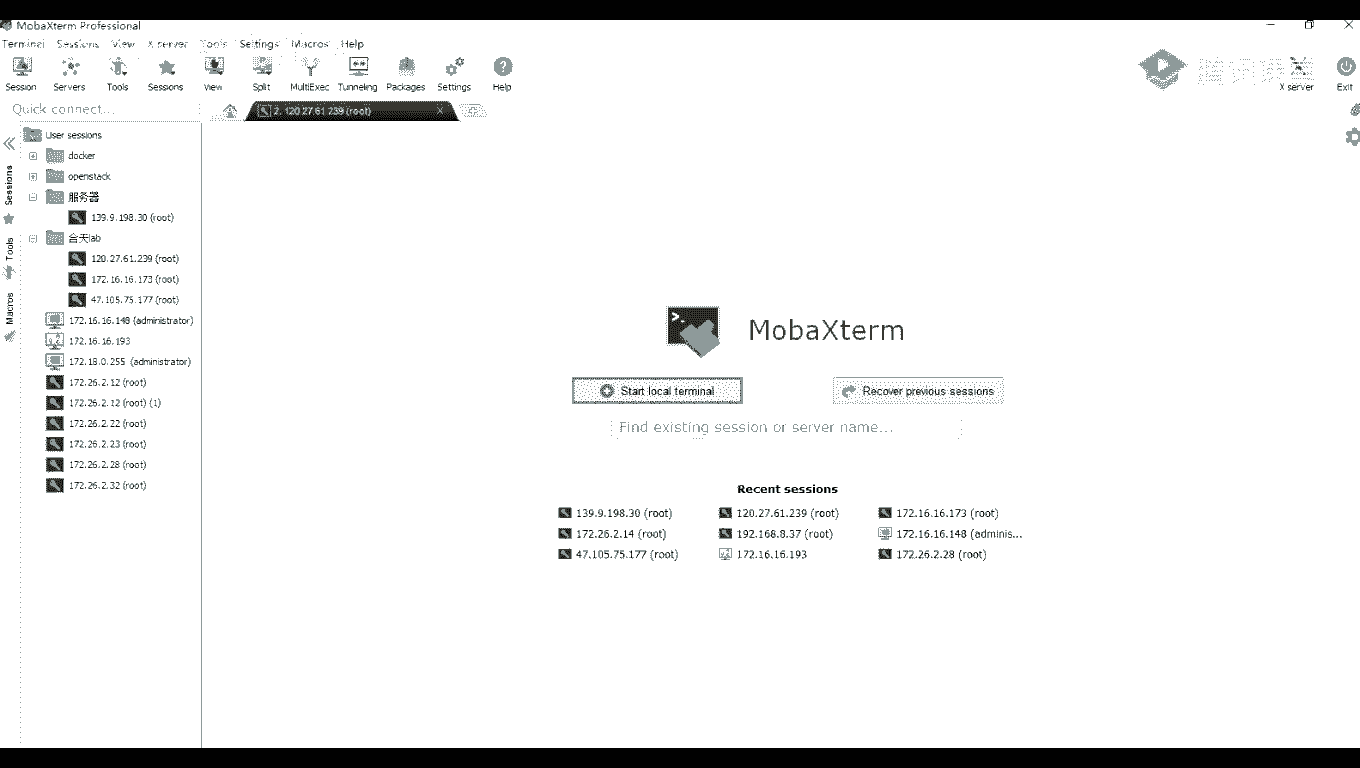 MobaXterm Professional
Terminal Sessions View X server Tools Settings Macros Help
Session Servers Tools Sessions View Split MultiExec Tunneling Packages Settings Help X server Exit
Quick connect...
2. 120.27.61.239 (root)
Sessions
Tools
Macros
User sessions
docker
openstack
服务器
139.9.198.30 (root)
合天lab
120.27.61.239 (root)
172.16.16.173 (root)
47.105.75.177 (root)
172.16.16.148 (administrator)
172.16.16.193
172.18.0.255 (administrator)
172.26.2.12 (root)
172.26.2.12 (root) (1)
172.26.2.22 (root)
172.26.2.23 (root)
172.26.2.28 (root)
172.26.2.32 (root)
MobaXterm
Start local terminal
Recover previous sessions
Find existing session or server name...
Recent sessions
139.9.198.30 (root) 120.27.61.239 (root) 172.16.16.173 (root)
172.26.2.14 (root) 192.168.8.37 (root) 172.16.16.148 (adminis...
47.105.75.177 (root) 172.16.16.193 172.26.2.28 (root)